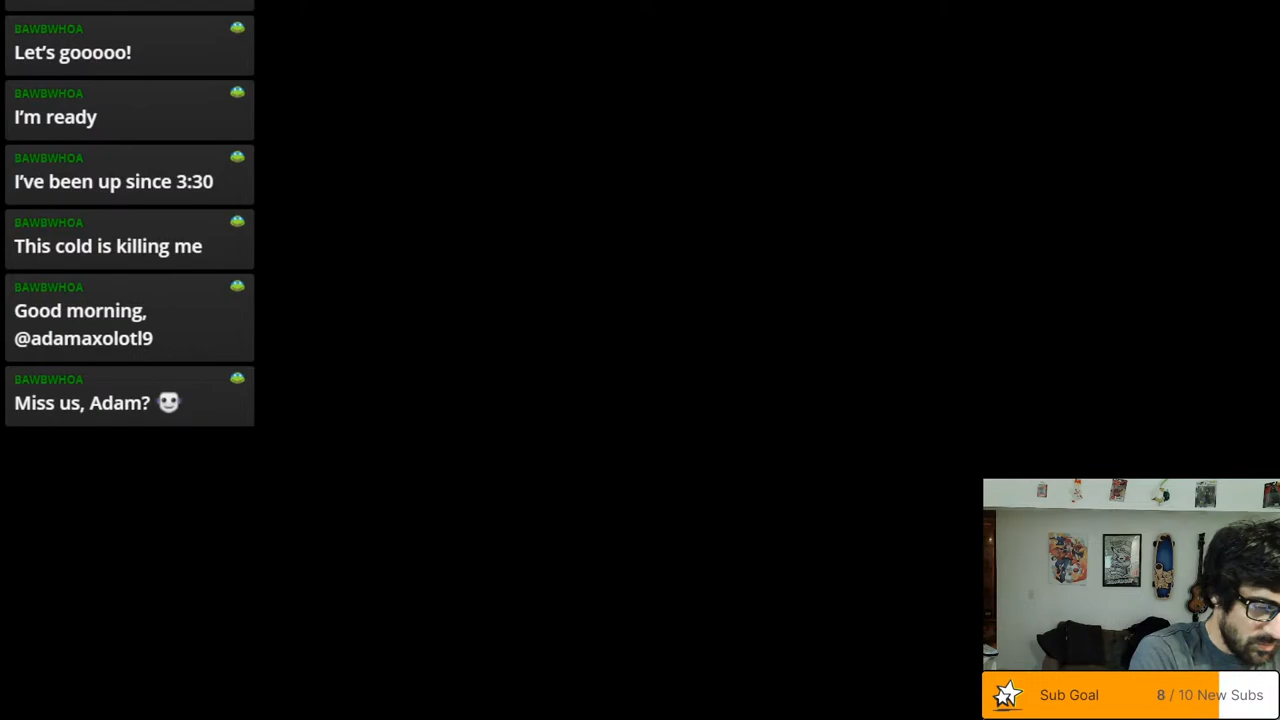 BAWBWHOA
Let’s gooooo!
BAWBWHOA
I’m ready
BAWBWHOA
I’ve been up since 3:30
BAWBWHOA
This cold is killing me
BAWBWHOA
Good morning,
@adamaxolotl9
BAWBWHOA
Miss us, Adam?
Sub Goal
8 / 10 New Subs